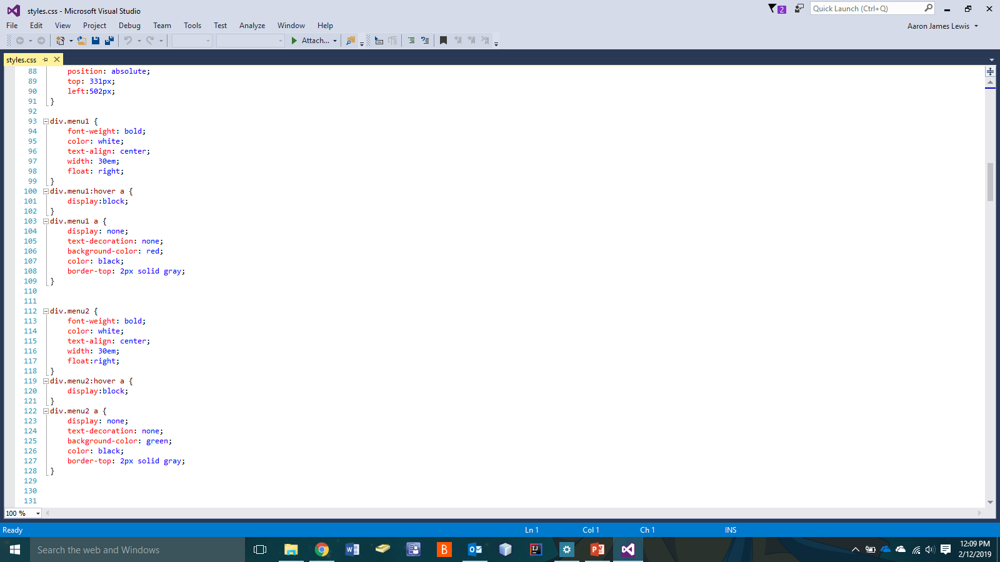 styles.css - Microsoft Visual Studio
2
Quick Launch (Ctrl+Q)
File Edit View Project Debug Team Tools Test Analyze Window Help
Aaron James Lewis
Attach...
styles.css
88 position: absolute;
89 top: 331px;
90 left:502px;
91 }
92
93 div.menu1 {
94 font-weight: bold;
95 color: white;
96 text-align: center;
97 width: 30em;
98 float: right;
99 }
100 div.menu1:hover a {
101 display:block;
102 }
103 div.menu1 a {
104 display: none;
105 text-decoration: none;
106 background-color: red;
107 color: black;
108 border-top: 2px solid gray;
109 }
110
111
112 div.menu2 {
113 font-weight: bold;
114 color: white;
115 text-align: center;
116 width: 30em;
117 float:right;
118 }
119 div.menu2:hover a {
120 display:block;
121 }
122 div.menu2 a {
123 display: none;
124 text-decoration: none;
125 background-color: green;
126 color: black;
127 border-top: 2px solid gray;
128 }
129
130
131
100 %
Ready Ln 1 Col 1 Ch 1 INS
Search the web and Windows
12:09 PM
2/12/2019